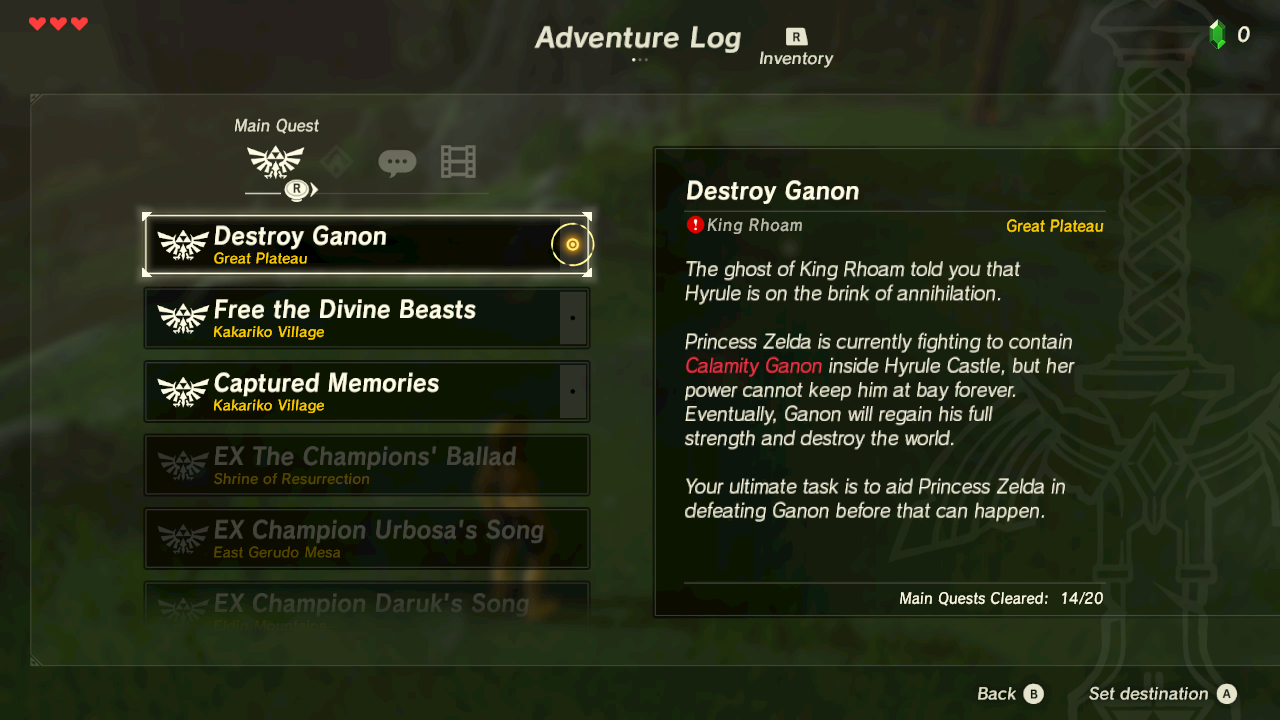 Adventure Log
R
Inventory
0
Main Quest
R
Destroy Ganon
Great Plateau
Free the Divine Beasts
Kakariko Village
Captured Memories
Kakariko Village
EX The Champions' Ballad
Shrine of Resurrection
EX Champion Urbosa's Song
East Gerudo Mesa
EX Champion Daruk's Song
Eldin Mountains
Destroy Ganon
King Rhoam
Great Plateau
The ghost of King Rhoam told you that
Hyrule is on the brink of annihilation.
Princess Zelda is currently fighting to contain
Calamity Ganon inside Hyrule Castle, but her
power cannot keep him at bay forever.
Eventually, Ganon will regain his full
strength and destroy the world.
Your ultimate task is to aid Princess Zelda in
defeating Ganon before that can happen.
Main Quests Cleared: 14/20
Back B
Set destination A